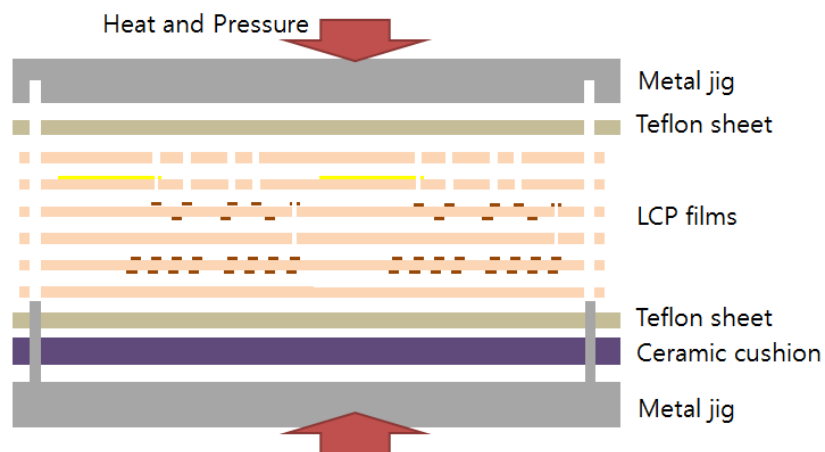 Heat and Pressure
Metal jig
Teflon sheet
LCP films
Teflon sheet
Ceramic cushion
Metal jig